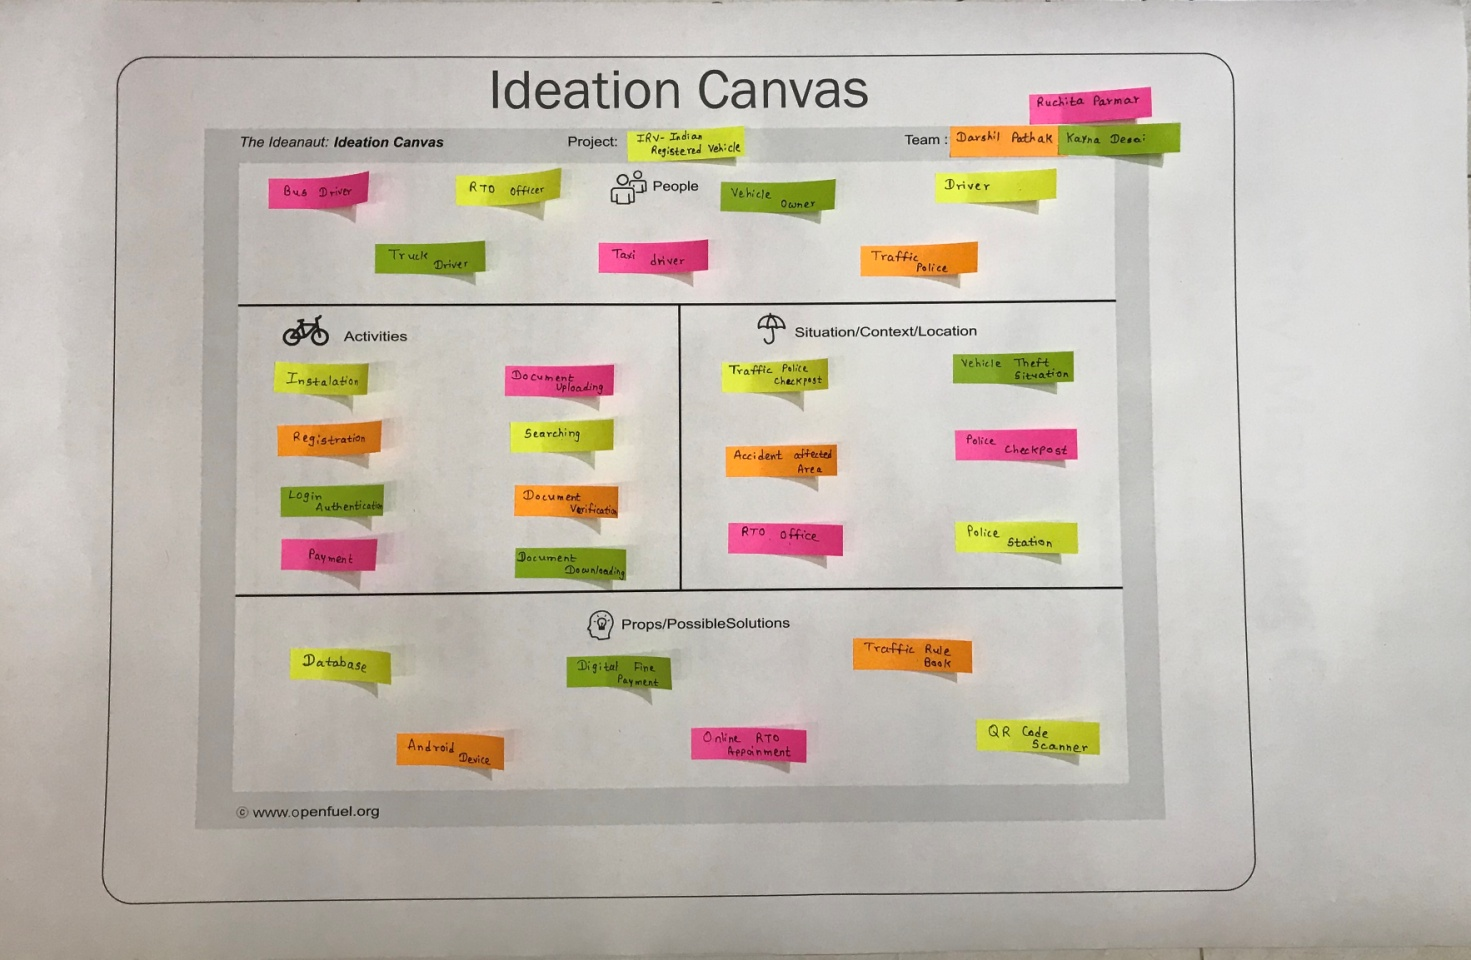 Ideation Canvas
Ruchita Parmar
The Ideanaut: Ideation Canvas
Project:
IRV- Indian
Registered Vehicle
Team :
Darshil Pathak
Kayna Desai
Bus Driver
RTO Officer
People
Vehicle
Owner
Driver
Truck
Driver
Taxi driver
Traffic
Police
Activities
Instalation
Document
Uploading
Registration
Searching
Login
Authentication
Document
Verification
Payment
Document
Downloading
Situation/Context/Location
Traffic Police
Checkpost
Vehicle Theft
Situation
Accident affected
Area
Police
Checkpost
RTO Office
Police
Station
Props/PossibleSolutions
Database
Digital Fine
Payment
Traffic Rule
Book
Android
Device
Online RTO
Appoinment
QR Code
Scanner
© www.openfuel.org